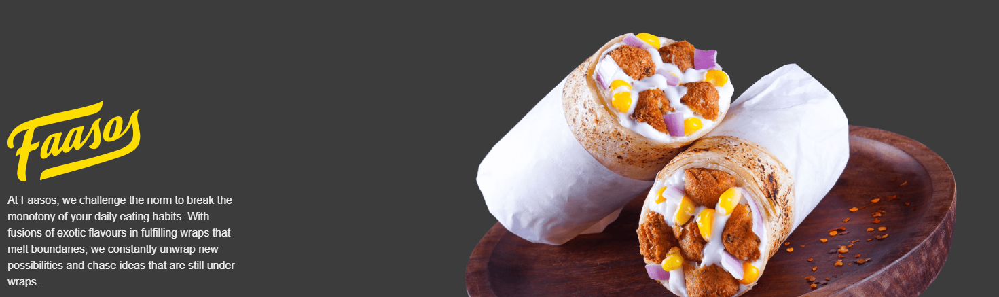 Faasos
At Faasos, we challenge the norm to break the
monotony of your daily eating habits. With
fusions of exotic flavours in fulfilling wraps that
melt boundaries, we constantly unwrap new
possibilities and chase ideas that are still under
wraps.